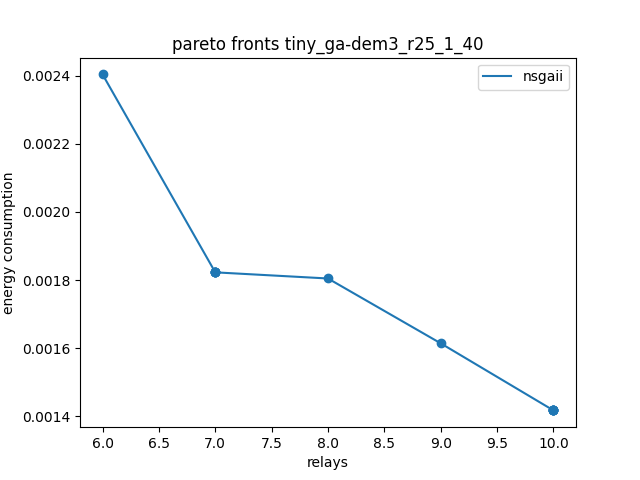 pareto fronts tiny_ga-dem3_r25_1_40
nsgaii
0.0024
0.0022
0.0020
0.0018
0.0016
0.0014
energy consumption
6.0 6.5 7.0 7.5 8.0 8.5 9.0 9.5 10.0
relays